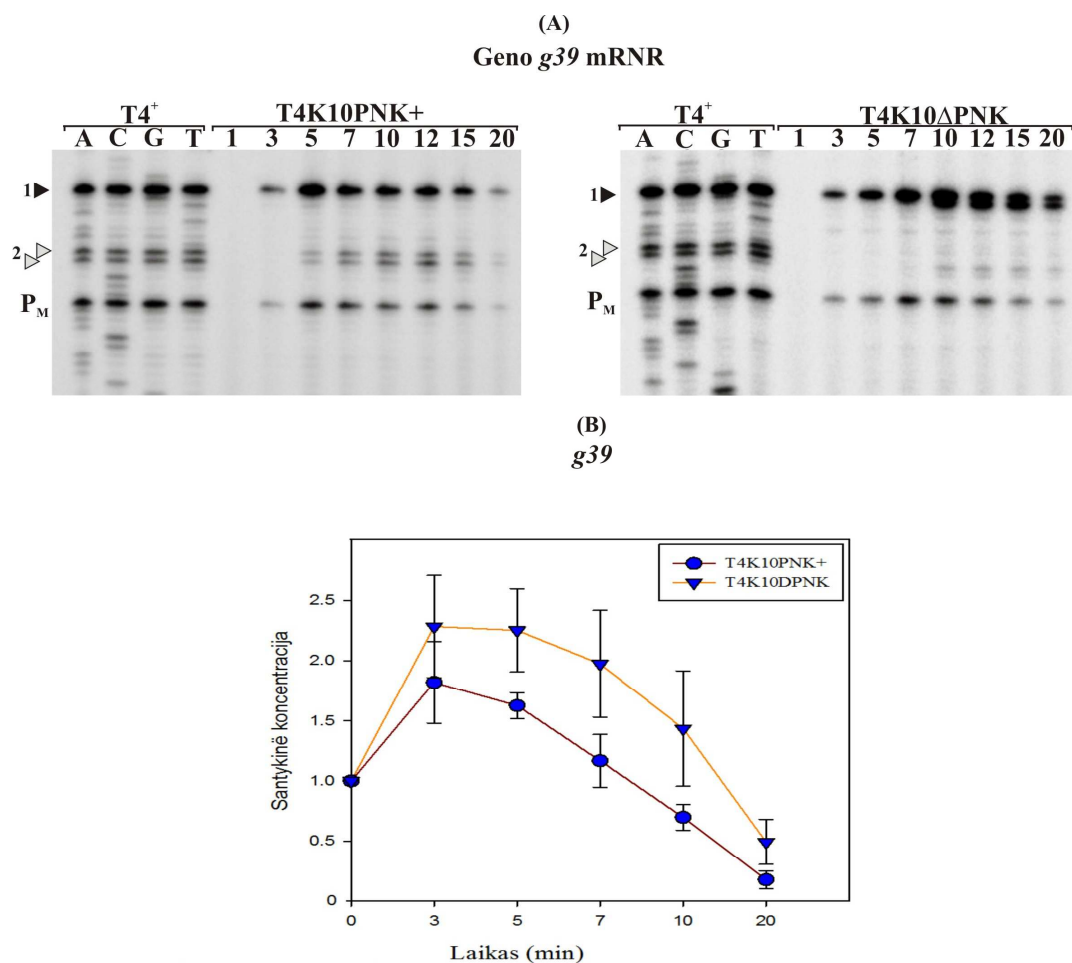 (A)
Geno g39 mRNR
T4+ T4K10PNK+
A C G T 1 3 5 7 10 12 15 20
1
2
PM
T4+ T4K10ΔPNK
A C G T 1 3 5 7 10 12 15 20
1
2
PM
(B)
g39
T4K10PNK+
T4K10DPNK
2.5
2.0
1.5
1.0
0.5
0
Santykinë koncentracija
0 3 5 7 10 20
Laikas (min)